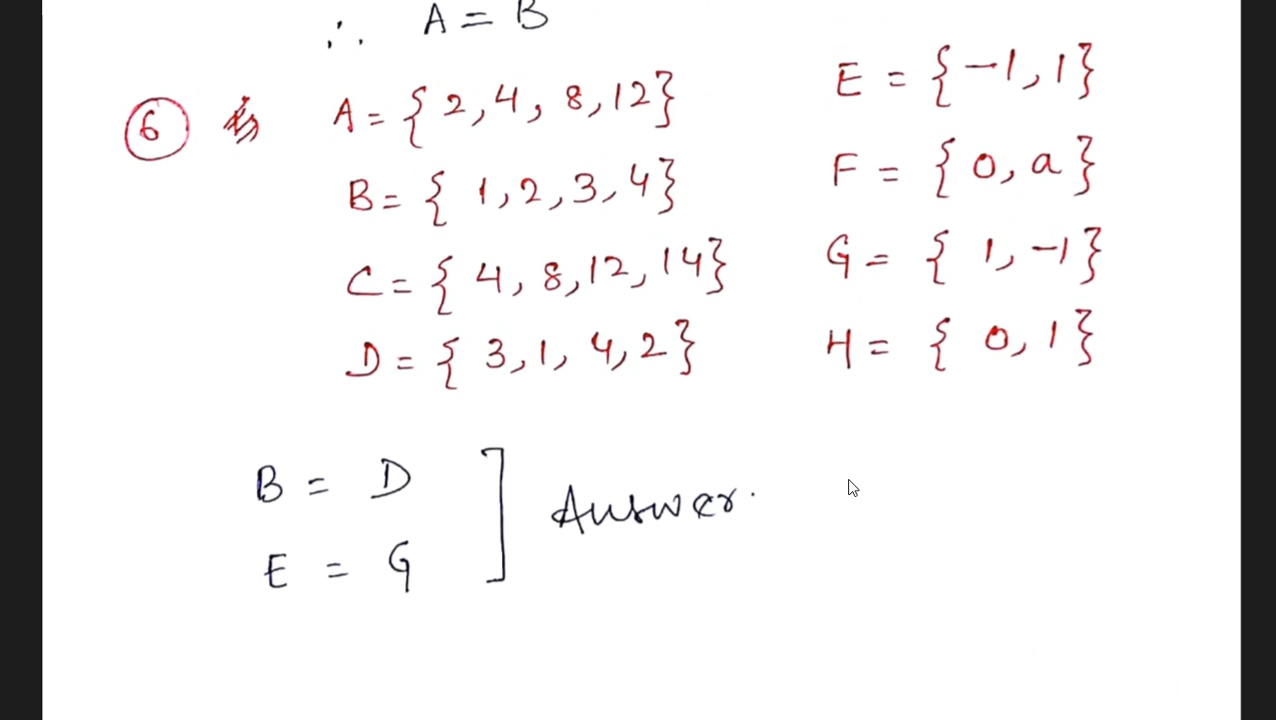 ∴ A = B
⑥ A = { 2, 4, 8, 12}
B = { 1, 2, 3, 4}
C = { 4, 8, 12, 14}
D = { 3, 1, 4, 2}
E = { -1, 1}
F = { 0, a }
G = { 1, -1}
H = { 0, 1}
B = D
E = G
] Answer.